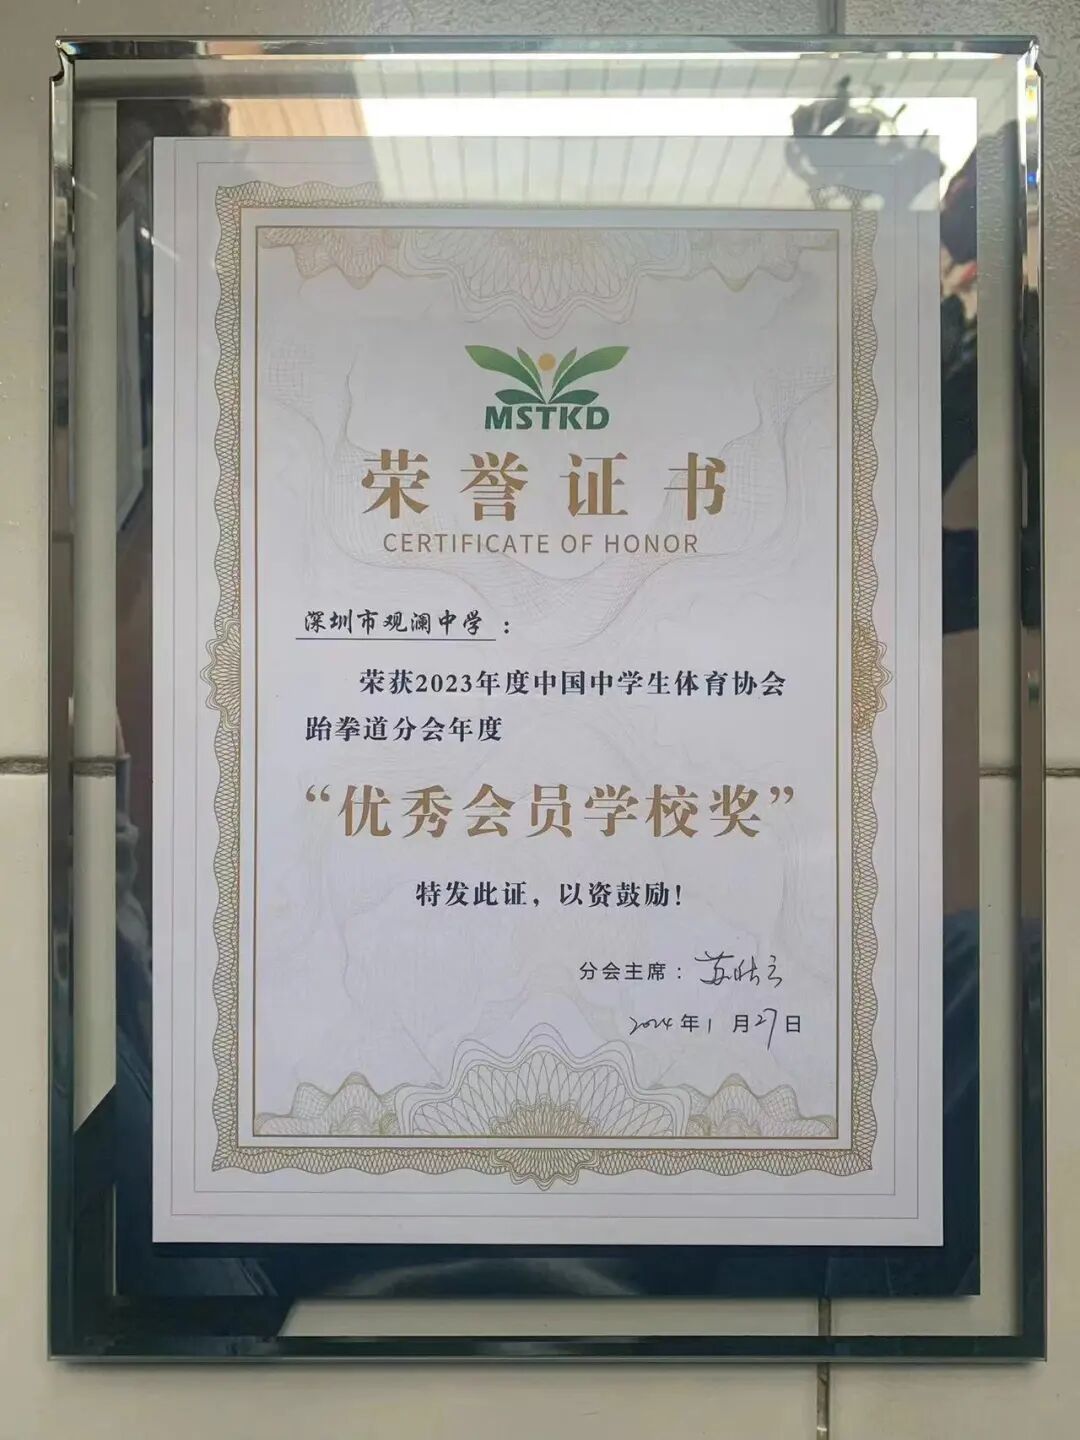 MSTKD
荣誉证书
CERTIFICATE OF HONOR
深圳市观澜中学：
荣获2023年度中国中学生体育协会
跆拳道分会年度
“优秀会员学校奖”
特发此证，以资鼓励！
分会主席：
2024年1月27日